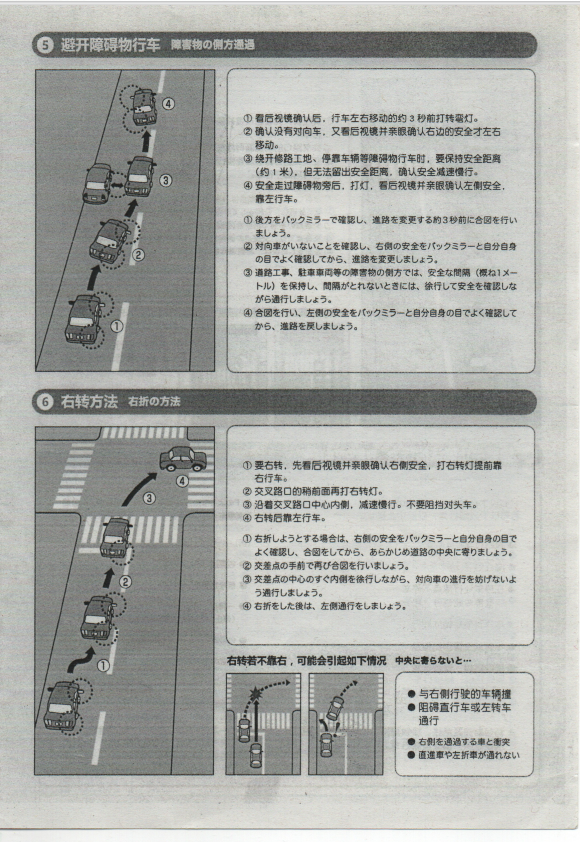 5 避开障碍物行车 障害物の側方通過
① 看后视镜确认后，行车左右移动的约３秒前打转弯灯。
② 确认没有对向车，又看后视镜并亲眼确认右边的安全才左右
移动。
③ 绕开修路工地、停靠车辆等障碍物行车时，要保持安全距离
（约１米），但无法留出安全距离，确认安全减速慢行。
④ 安全走过障碍物旁后，打灯，看后视镜并亲眼确认左侧安全，
靠左行车。
① 後方をバックミラーで確認し、進路を変更する約３秒前に合図を行い
ましょう。
② 対向車がいないことを確認し、右側の安全をバックミラーと自分自身
の目でよく確認してから、進路を変更しましょう。
③ 道路工事、駐車車両等の障害物の側方では、安全な間隔（概ね1メー
トル）を保持し、間隔がとれないときには、徐行して安全を確認しな
がら通行しましょう。
④ 合図を行い、左側の安全をバックミラーと自分自身の目でよく確認して
から、進路を戻しましょう。
④
③
②
①
6 右转方法 右折の方法
① 要右转，先看后视镜并亲眼确认右侧安全，打右转灯提前靠
右行车。
② 交叉路口的稍前面再打右转灯。
③ 沿着交叉路口中心内侧，减速慢行。不要阻挡对头车。
④ 右转后靠左行车。
① 右折しようとする場合は、右側の安全をバックミラーと自分自身の目で
よく確認し、合図をしてから、あらかじめ道路の中央に寄りましょう。
② 交差点の手前で再び合図を行いましょう。
③ 交差点の中心のすぐ内側を徐行しながら、対向車の進行を妨げないよ
う通行しましょう。
④ 右折をした後は、左側通行をしましょう。
④
③
②
①
右转若不靠右，可能会引起如下情况 中央に寄らないと…
● 与右侧行驶的车辆撞
● 阻碍直行车或左转车
通行
● 右側を通過する車と衝突
● 直進車や左折車が通れない